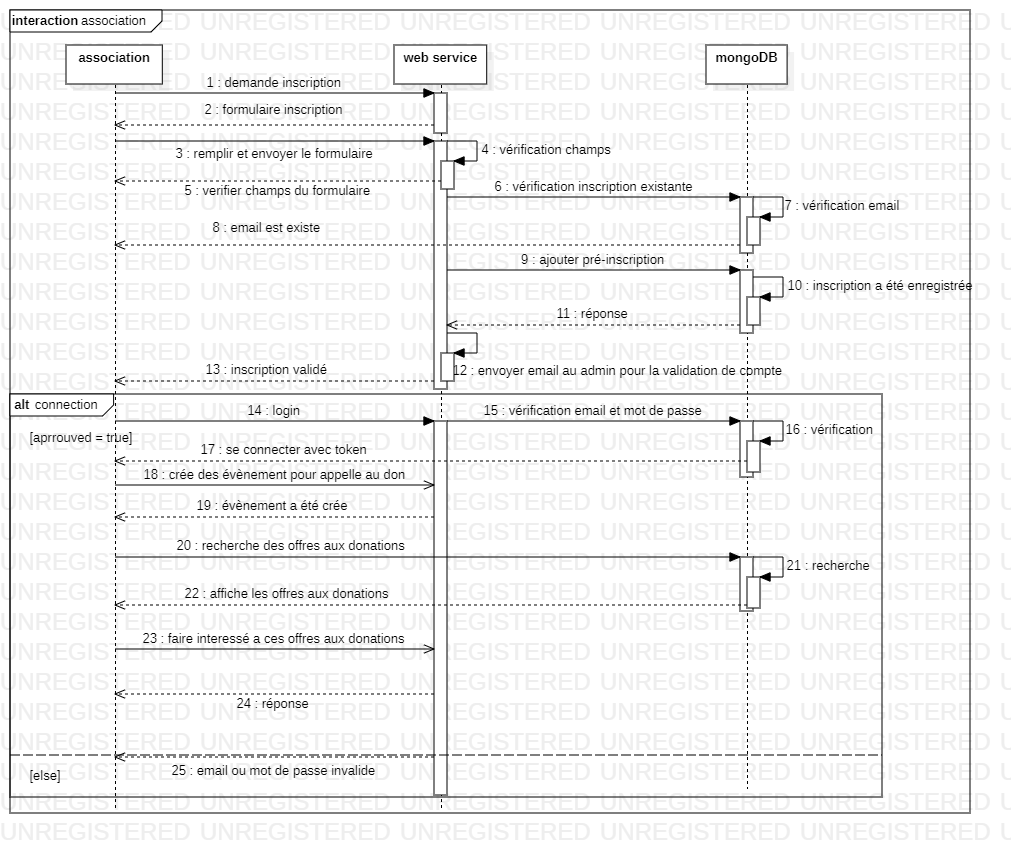 interaction association
association
web service
mongoDB
1 : demande inscription
2 : formulaire inscription
3 : remplir et envoyer le formulaire
4 : vérification champs
5 : verifier champs du formulaire
6 : vérification inscription existante
7 : vérification email
8 : email est existe
9 : ajouter pré-inscription
10 : inscription a été enregistrée
11 : réponse
12 : envoyer email au admin pour la validation de compte
13 : inscription validé
alt connection
14 : login
15 : vérification email et mot de passe
16 : vérification
[aprrouved = true]
17 : se connecter avec token
18 : crée des évènement pour appelle au don
19 : évènement a été crée
20 : recherche des offres aux donations
21 : recherche
22 : affiche les offres aux donations
23 : faire interessé a ces offres aux donations
24 : réponse
25 : email ou mot de passe invalide
[else]
UNREGISTERED